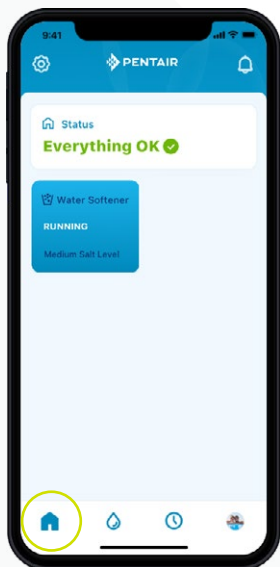 9:41
PENTAIR
Status
Everything OK
Water Softener
RUNNING
Medium Salt Level